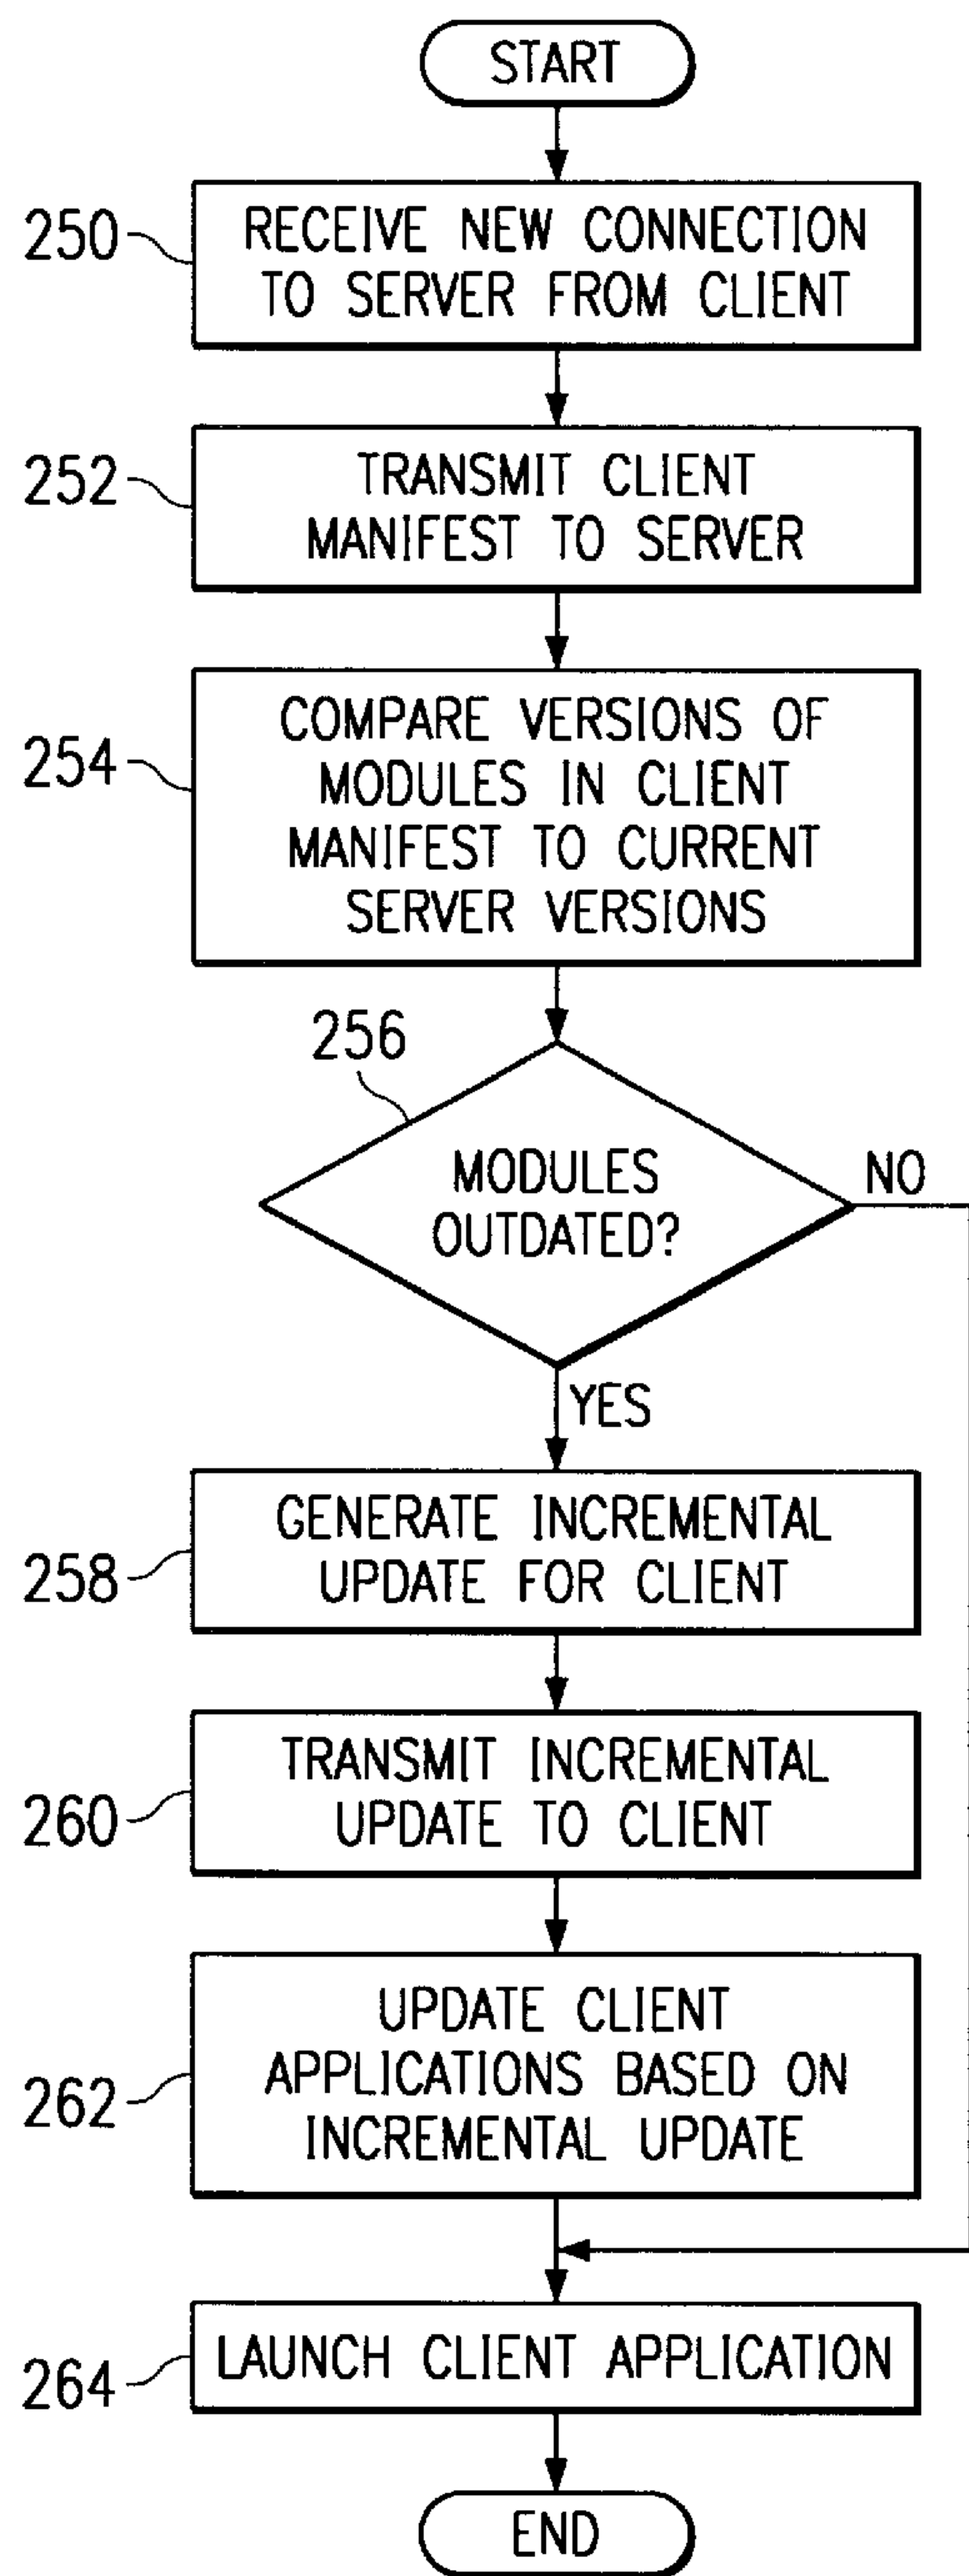 START
250
RECEIVE NEW CONNECTION
TO SERVER FROM CLIENT
252
TRANSMIT CLIENT
MANIFEST TO SERVER
254
COMPARE VERSIONS OF
MODULES IN CLIENT
MANIFEST TO CURRENT
SERVER VERSIONS
256
MODULES
OUTDATED?
NO
YES
258
GENERATE INCREMENTAL
UPDATE FOR CLIENT
260
TRANSMIT INCREMENTAL
UPDATE TO CLIENT
262
UPDATE CLIENT
APPLICATIONS BASED ON
INCREMENTAL UPDATE
264
LAUNCH CLIENT APPLICATION
END